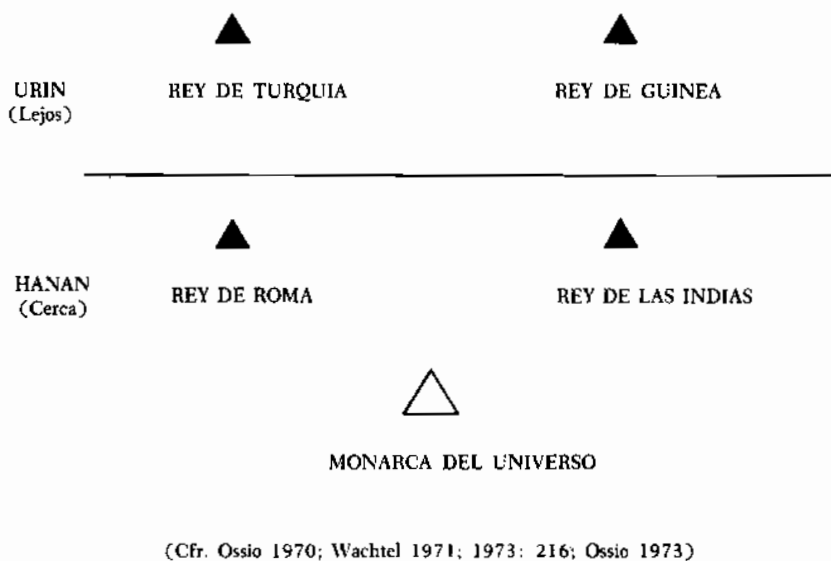 URIN
(Lejos)
REY DE TURQUIA
REY DE GUINEA
HANAN
(Cerca)
REY DE ROMA
REY DE LAS INDIAS
MONARCA DEL UNIVERSO
(Cfr. Ossio 1970; Wachtel 1971; 1973: 216; Ossio 1973)